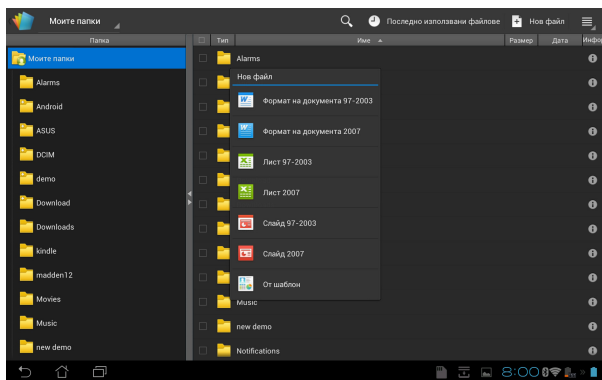 Моите папки
Последно използвани файлове
Нов файл
Папка
Тип
Име
Размер
Дата
Инфо
Моите папки
Alarms
Android
ASUS
DCIM
demo
Download
Downloads
kindle
madden12
Movies
Music
new demo
Alarms
Нов файл
Формат на документа 97-2003
Формат на документа 2007
Лист 97-2003
Лист 2007
Слайд 97-2003
Слайд 2007
От шаблон
Music
new demo
Notifications
8:00